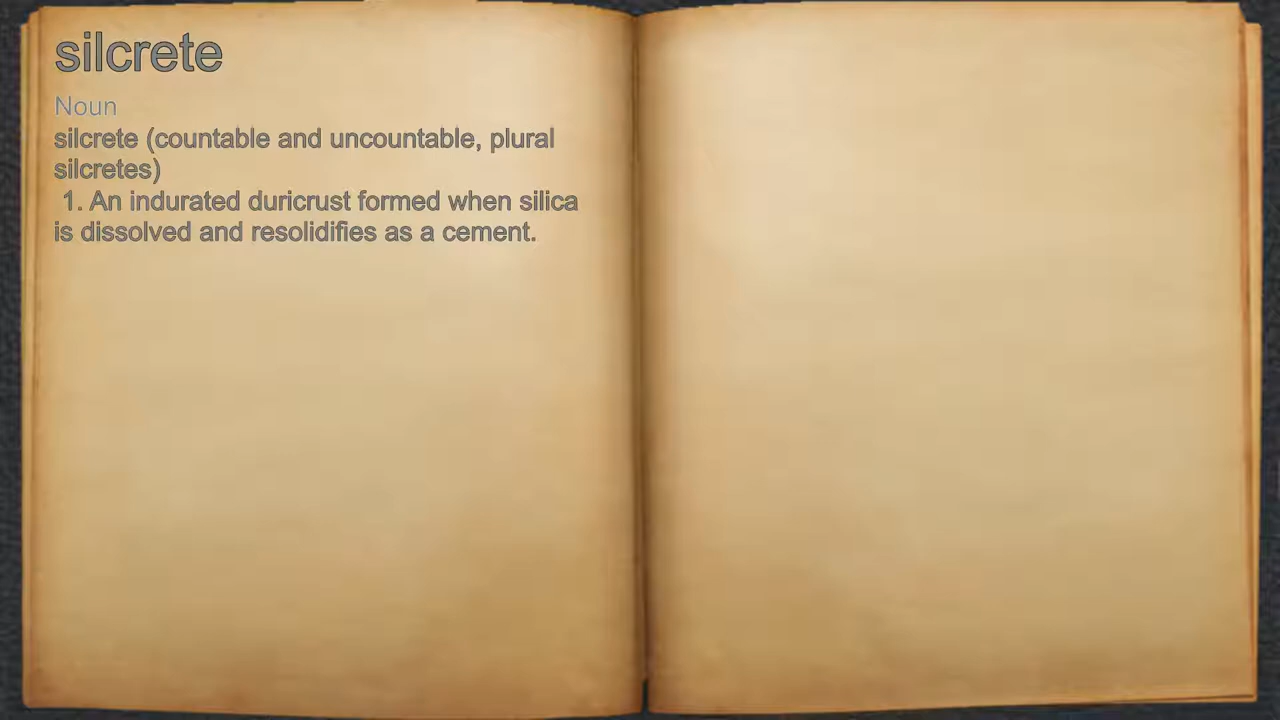 silcrete
Noun
silcrete (countable and uncountable, plural
silcretes)
1. An indurated duricrust formed when silica
is dissolved and resolidifies as a cement.